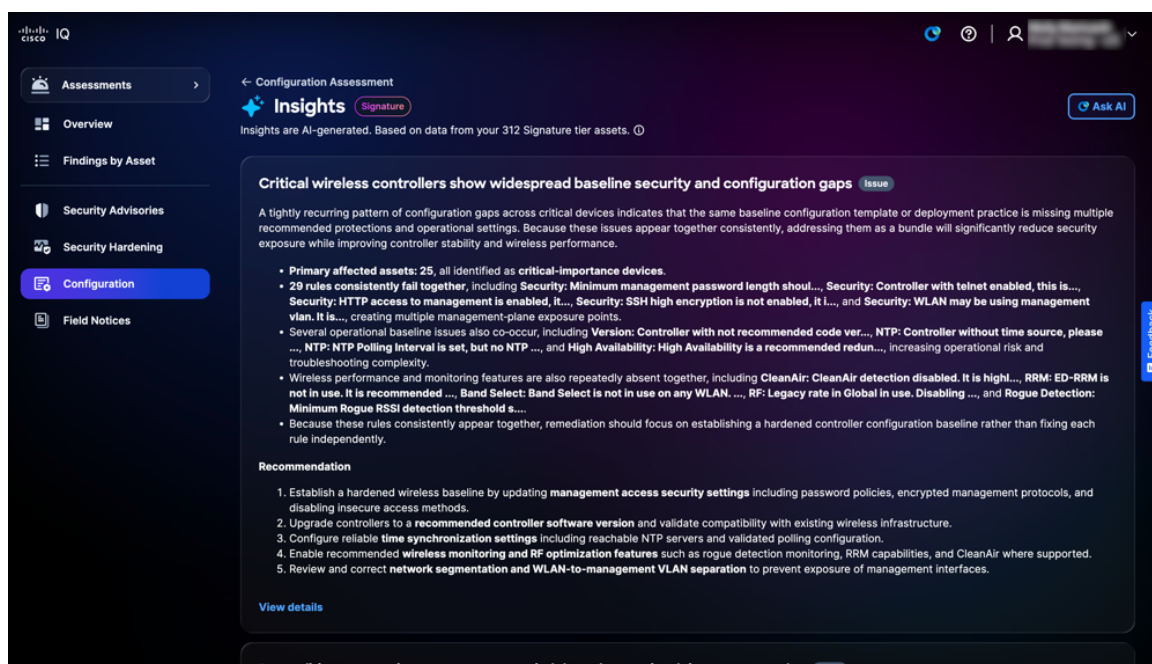 cisco IQ
Assessments
Overview
Findings by Asset
Security Advisories
Security Hardening
Configuration
Field Notices
← Configuration Assessment
Insights Signature
Ask AI
Insights are AI-generated. Based on data from your 312 Signature tier assets.
Critical wireless controllers show widespread baseline security and configuration gaps Issue
A tightly recurring pattern of configuration gaps across critical devices indicates that the same baseline configuration template or deployment practice is missing multiple
recommended protections and operational settings. Because these issues appear together consistently, addressing them as a bundle will significantly reduce security
exposure while improving controller stability and wireless performance.
• Primary affected assets: 25, all identified as critical-importance devices.
• 29 rules consistently fail together, including Security: Minimum management password length shoul..., Security: Controller with telnet enabled, this is...,
Security: HTTP access to management is enabled, it..., Security: SSH high encryption is not enabled, it i..., and Security: WLAN may be using management
vlan. It is..., creating multiple management-plane exposure points.
• Several operational baseline issues also co-occur, including Version: Controller with not recommended code ver..., NTP: Controller without time source, please
..., NTP: NTP Polling Interval is set, but no NTP ..., and High Availability: High Availability is a recommended redun..., increasing operational risk and
troubleshooting complexity.
• Wireless performance and monitoring features are also repeatedly absent together, including CleanAir: CleanAir detection disabled. It is highl..., RRM: ED-RRM is
not in use. It is recommended ..., Band Select: Band Select is not in use on any WLAN. ..., RF: Legacy rate in Global in use. Disabling ..., and Rogue Detection:
Minimum Rogue RSSI detection threshold s....
• Because these rules consistently appear together, remediation should focus on establishing a hardened controller configuration baseline rather than fixing each
rule independently.
Recommendation
1. Establish a hardened wireless baseline by updating management access security settings including password policies, encrypted management protocols, and
disabling insecure access methods.
2. Upgrade controllers to a recommended controller software version and validate compatibility with existing wireless infrastructure.
3. Configure reliable time synchronization settings including reachable NTP servers and validated polling configuration.
4. Enable recommended wireless monitoring and RF optimization features such as rogue detection monitoring, RRM capabilities, and CleanAir where supported.
5. Review and correct network segmentation and WLAN-to-management VLAN separation to prevent exposure of management interfaces.
View details
Feedback